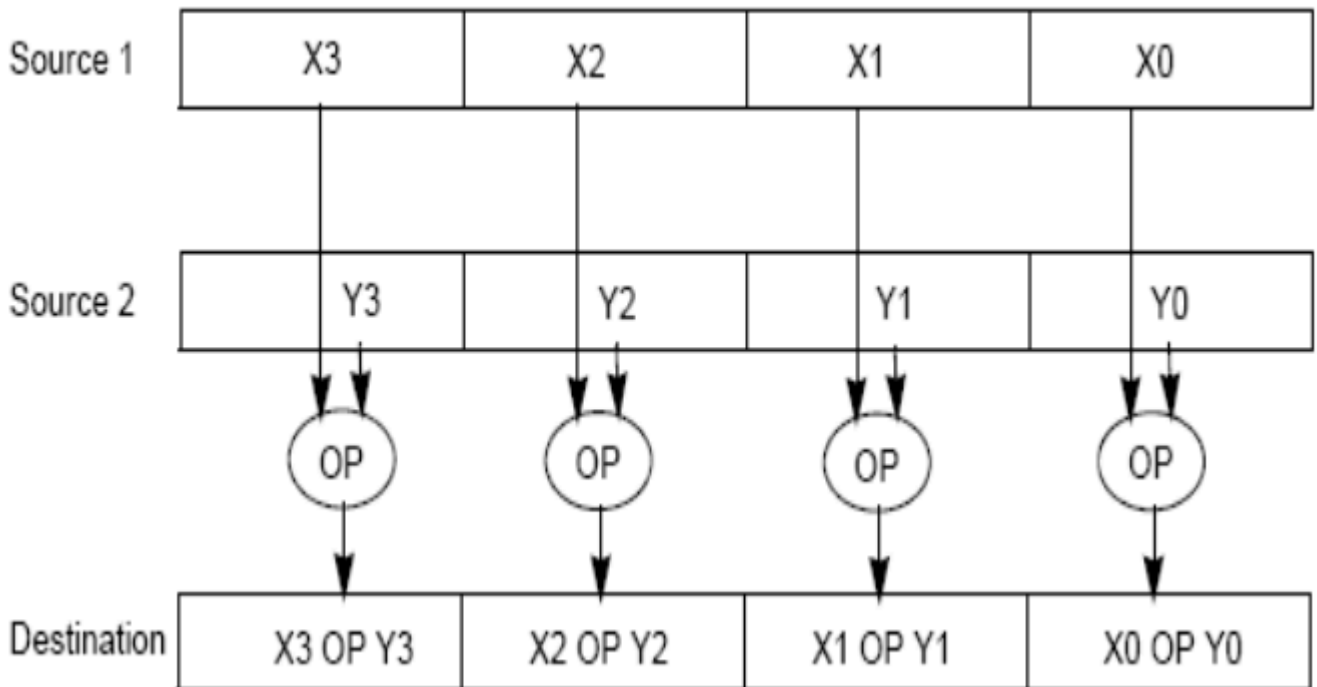 Source 1 X3 X2 X1 X0
Source 2 Y3 Y2 Y1 Y0
OP OP OP OP
Destination X3 OP Y3 X2 OP Y2 X1 OP Y1 X0 OP Y0